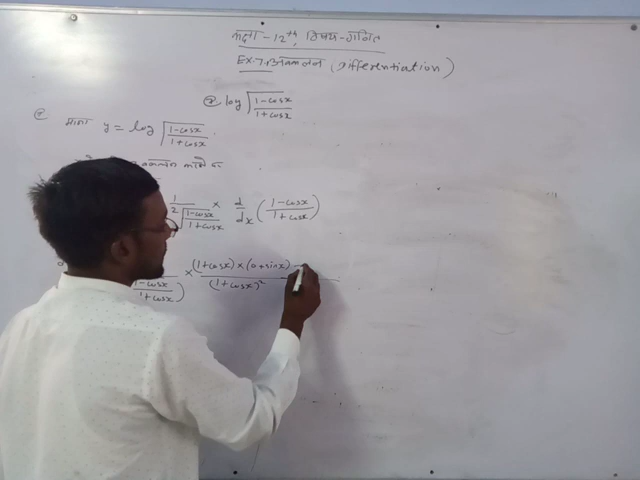 कक्षा - 12th, विषय - गणित
EX.7. अवकलन (Differentiation)
② log √(1-cosx / 1+cosx)
माना y = log √(1-cosx / 1+cosx)
1 / 2√(1-cosx / 1+cosx) × d/dx (1-cosx / 1+cosx)
1-cosx / 1+cosx) × (1+cosx) × (0+sinx) - / (1+cosx)²